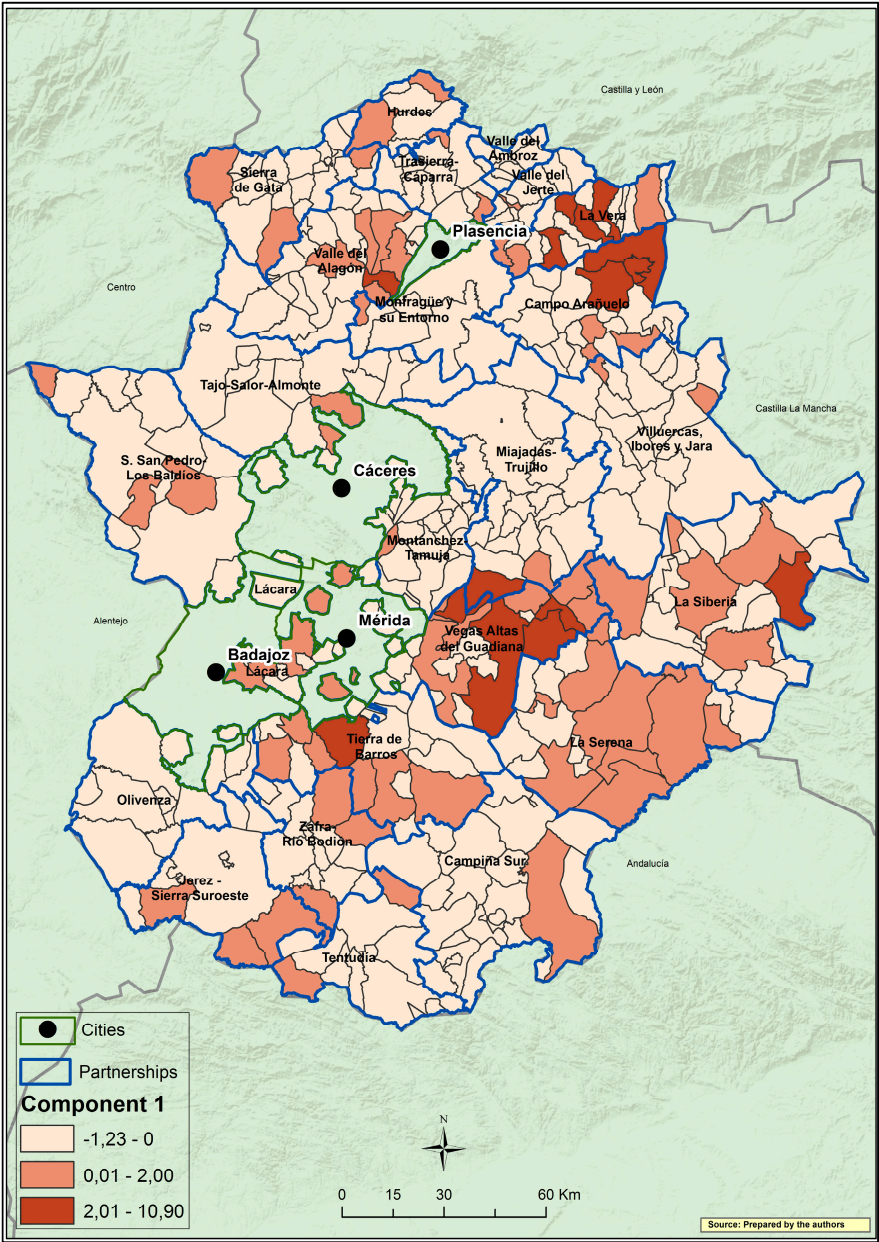 Castilla y León
Hurdes
Valle del
Ambroz
Trasierra-
Cáparra
Sierra
de Gata
Valle del
Jerte
La Vera
Plasencia
Valle del
Alagón
Centro
Monfragüe y
su Entorno
Campo Arañuelo
Tajo-Salor-Almonte
Castilla La Mancha
Villuercas,
Ibores y Jara
Miajadas-
Trujillo
S. San Pedro-
Los Baldíos
Cáceres
Montánchez-
Tamuja
Lácara
La Siberia
Alentejo
Mérida
Vegas Altas
del Guadiana
Badajoz
Lácara
Tierra de
Barros
La Serena
Olivenza
Zafra-
Río Bodión
Campiña Sur
Andalucía
Jerez -
Sierra Suroeste
Tentudia
Cities
Partnerships
Component 1
-1,23 - 0
0,01 - 2,00
2,01 - 10,90
N
0 15 30 60 Km
Source: Prepared by the authors